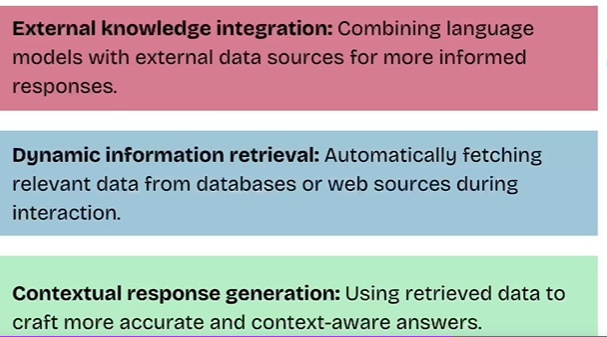 External knowledge integration: Combining language
models with external data sources for more informed
responses.
Dynamic information retrieval: Automatically fetching
relevant data from databases or web sources during
interaction.
Contextual response generation: Using retrieved data to
craft more accurate and context-aware answers.